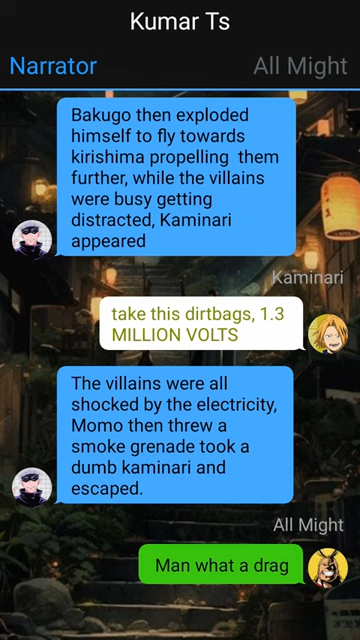 Kumar Ts
Narrator
All Might
Bakugo then exploded
himself to fly towards
kirishima propelling  them
further, while the villains
were busy getting
distracted, Kaminari
appeared
Kaminari
take this dirtbags, 1.3
MILLION VOLTS
The villains were all
shocked by the electricity,
Momo then threw a
smoke grenade took a
dumb kaminari and
escaped.
All Might
Man what a drag